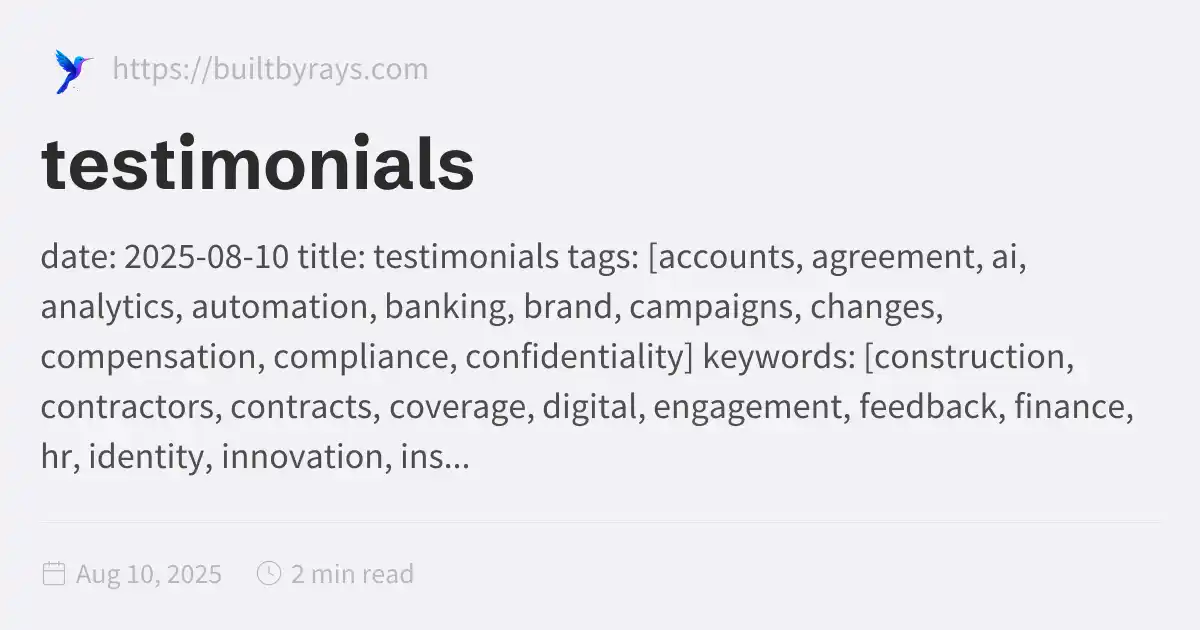 https://builtbyrays.com
testimonials
date: 2025-08-10 title: testimonials tags: [accounts, agreement, ai,
analytics, automation, banking, brand, campaigns, changes,
compensation, compliance, confidentiality] keywords: [construction,
contractors, contracts, coverage, digital, engagement, feedback, finance,
hr, identity, innovation, ins...
Aug 10, 2025 2 min read